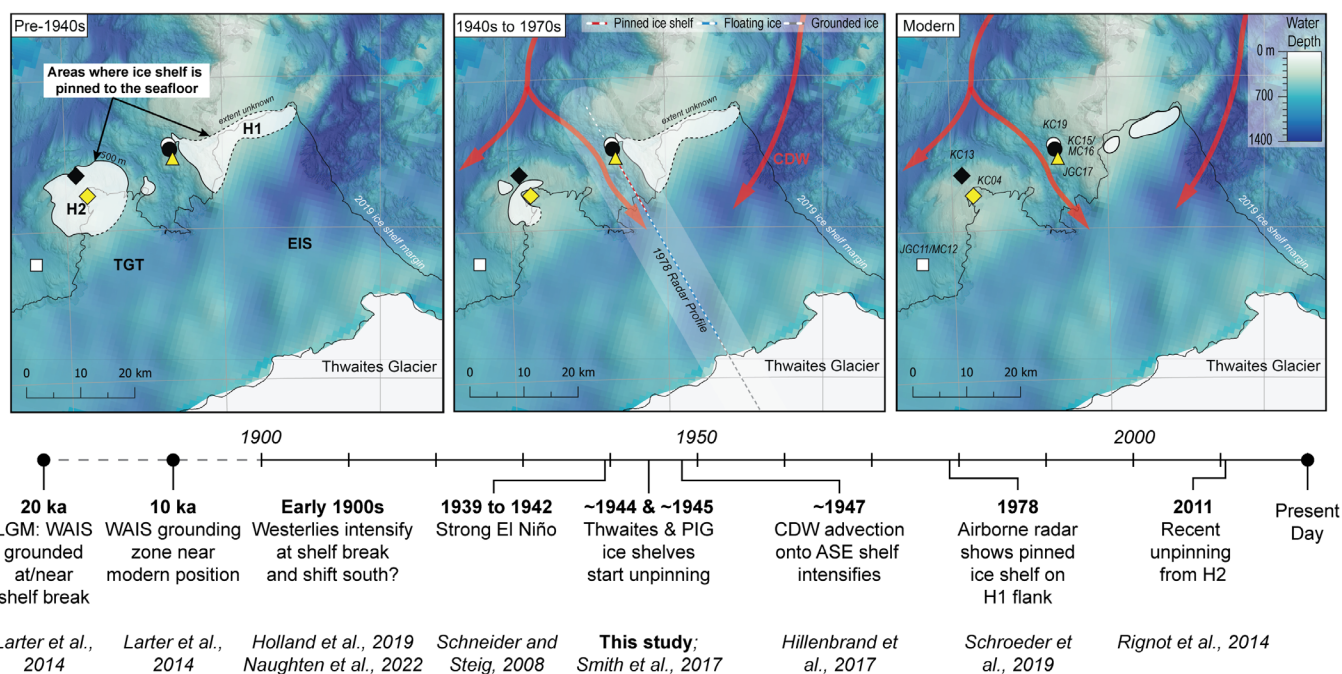 Pre-1940s
Areas where ice shelf is
pinned to the seafloor
extent unknown
H1
500 m
H2
TGT
EIS
2019 ice shelf margin
0 10 20 km
Thwaites Glacier
1940s to 1970s
Pinned ice shelf
Floating ice
Grounded ice
extent unknown
CDW
2019 ice shelf margin
1978 Radar Profile
0 10 20 km
Thwaites Glacier
Modern
Water
Depth
0 m
700
1400
KC19
KC15/
MC16
KC13
JGC17
KC04
JGC11/MC12
2019 ice shelf margin
0 10 20 km
Thwaites Glacier
1900 1950 2000
20 ka
LGM: WAIS
grounded
at/near
shelf break
Larter et al.,
2014
10 ka
WAIS grounding
zone near
modern position
Larter et al.,
2014
Early 1900s
Westerlies intensify
at shelf break
and shift south?
Holland et al., 2019
Naughten et al., 2022
1939 to 1942
Strong El Niño
Schneider and
Steig, 2008
~1944 & ~1945
Thwaites & PIG
ice shelves
start unpinning
This study;
Smith et al., 2017
~1947
CDW advection
onto ASE shelf
intensifies
Hillenbrand et
al., 2017
1978
Airborne radar
shows pinned
ice shelf on
H1 flank
Schroeder et
al., 2019
2011
Recent
unpinning
from H2
Rignot et al., 2014
Present
Day